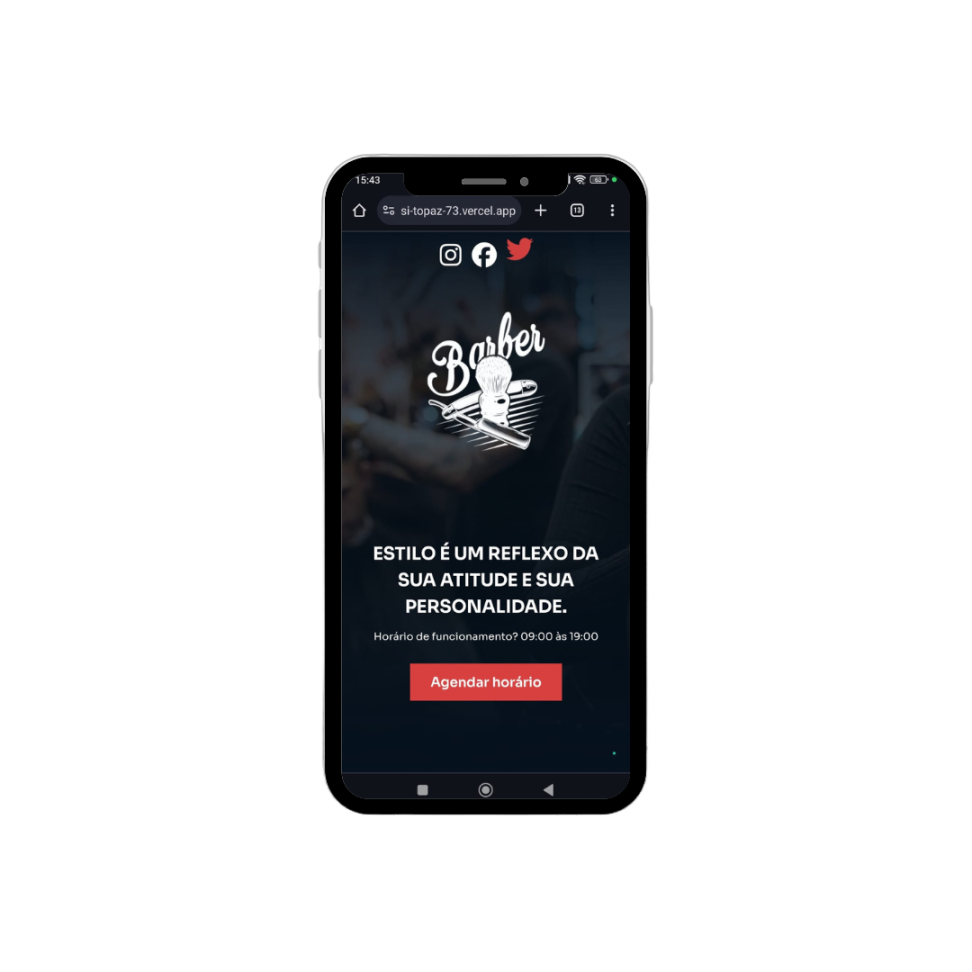 15:43
63
si-topaz-73.vercel.app
13
Barber
ESTILO É UM REFLEXO DA
SUA ATITUDE E SUA
PERSONALIDADE.
Horário de funcionamento? 09:00 às 19:00
Agendar horário